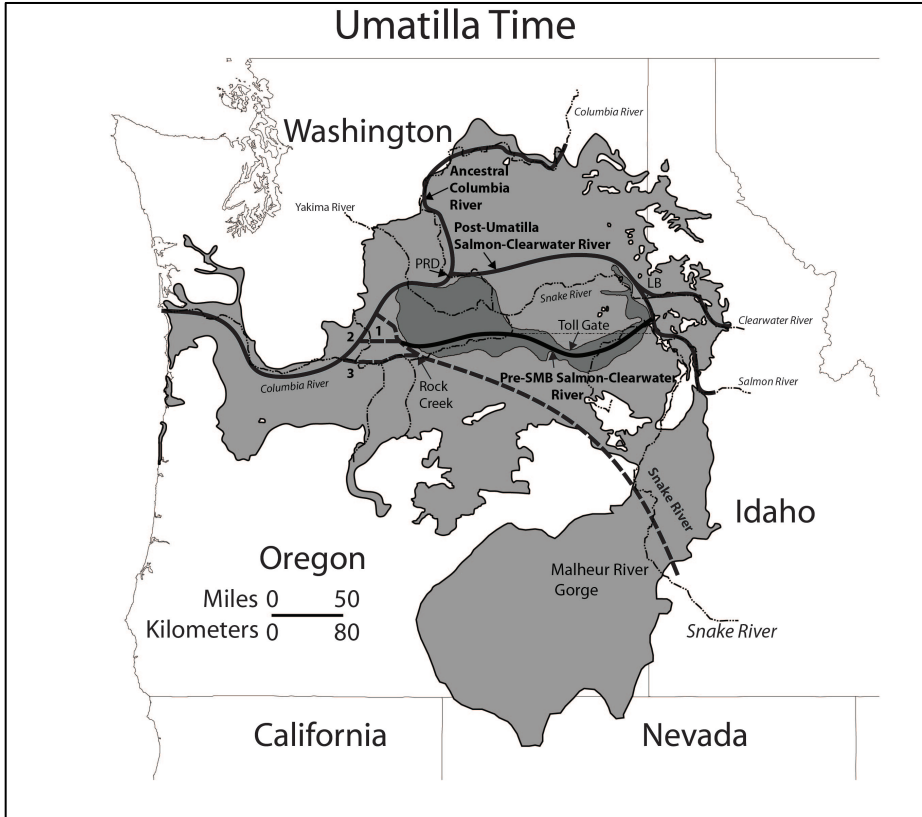 Umatilla Time
Columbia River
Washington
Ancestral
Columbia
River
Yakima River
Post-Umatilla
Salmon-Clearwater River
PRD
LB
Snake River
Clearwater River
Toll Gate
1
2
3
Pre-SMB Salmon-Clearwater
River
Salmon River
Columbia River
Rock
Creek
Snake River
Idaho
Oregon
Malheur River
Gorge
Miles 0 50
Kilometers 0 80
Snake River
California
Nevada